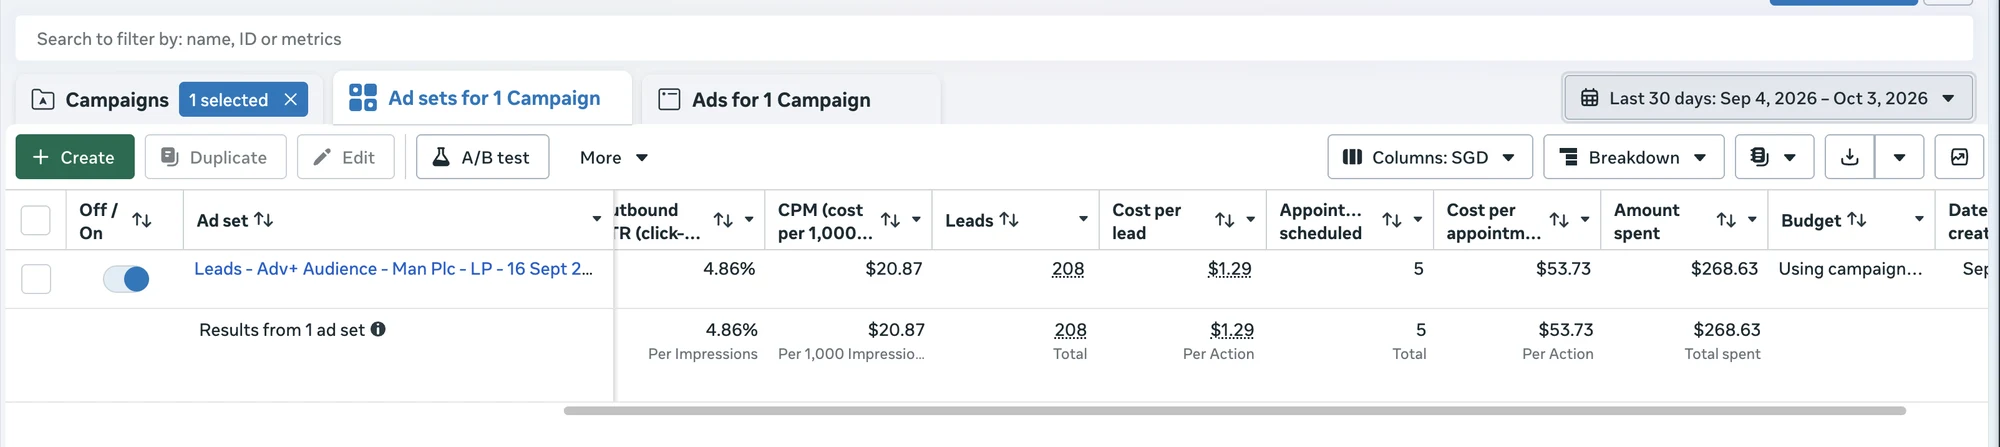 Search to filter by: name, ID or metrics
Campaigns 1 selected Ad sets for 1 Campaign Ads for 1 Campaign Last 30 days: Sep 4, 2026 – Oct 3, 2026
Create Duplicate Edit A/B test More Columns: SGD Breakdown
Off / On
Ad set
utbound TR (click-...
CPM (cost per 1,000...
Leads
Cost per lead
Appoint... scheduled
Cost per appointm...
Amount spent
Budget
Date creat
Leads - Adv+ Audience - Man Plc - LP - 16 Sept 2... 4.86% $20.87 208 $1.29 5 $53.73 $268.63 Using campaign... Sep
Results from 1 ad set 4.86% $20.87 208 $1.29 5 $53.73 $268.63
Per Impressions Per 1,000 Impressio... Total Per Action Total Per Action Total spent